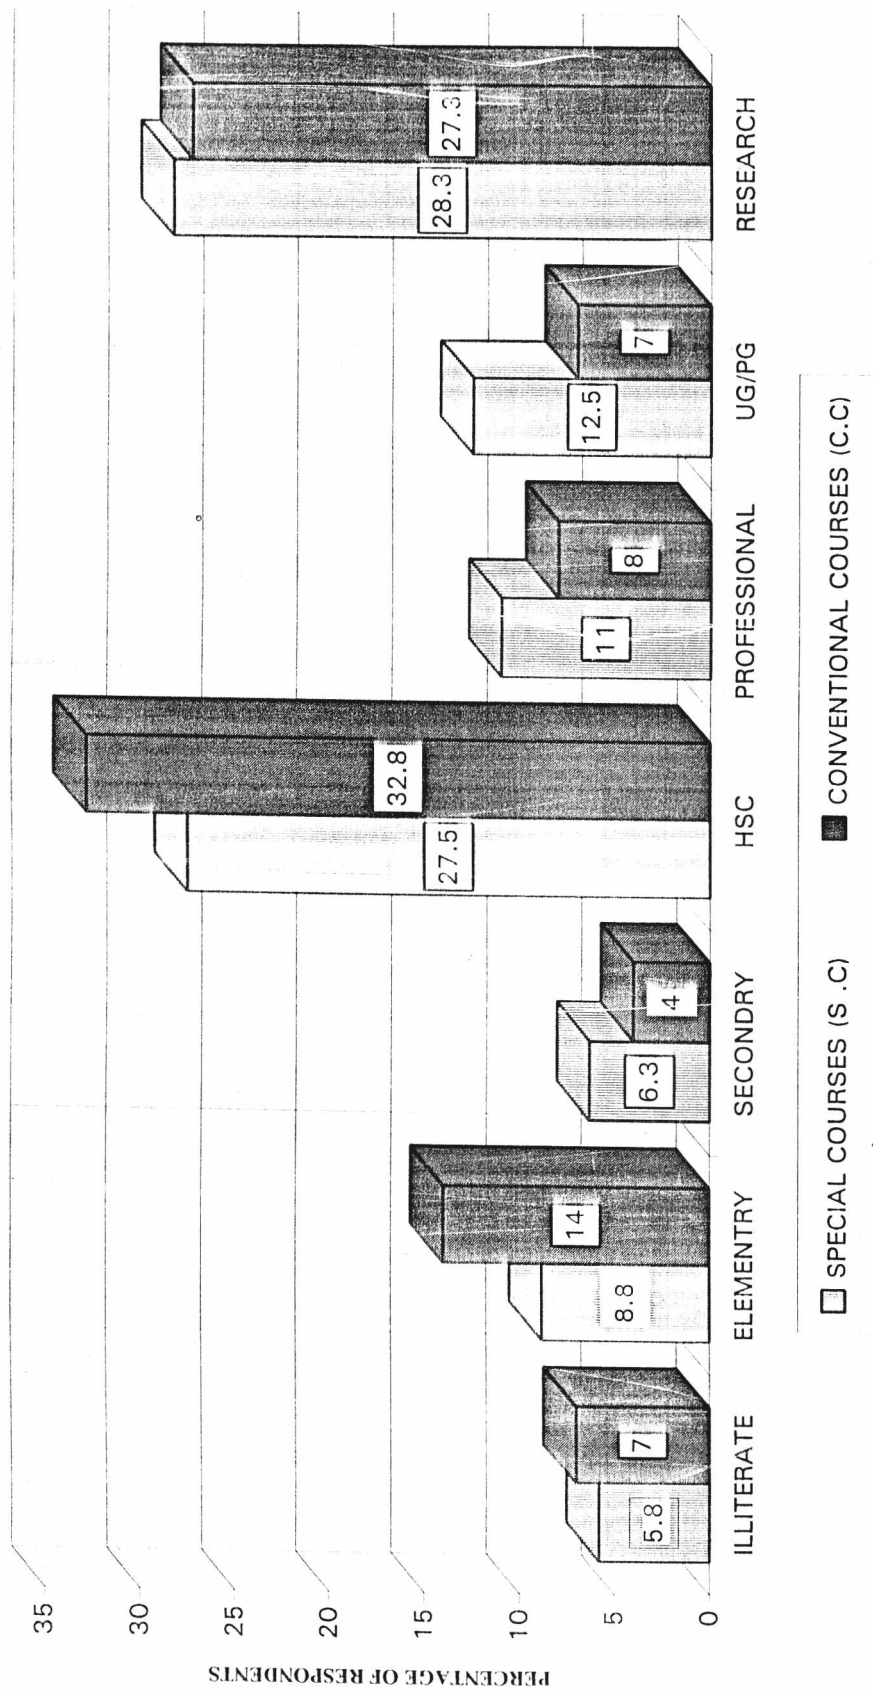 PERCENTAGE OF RESPONDENTS
35
30
25
20
15
10
5
0
5.8
7
8.8
14
6.3
4
27.5
32.8
11
8
12.5
7
28.3
27.3
ILLITERATE
ELEMENTRY
SECONDRY
HSC
PROFESSIONAL
UG/PG
RESEARCH
SPECIAL COURSES (S .C)
CONVENTIONAL COURSES (C.C)